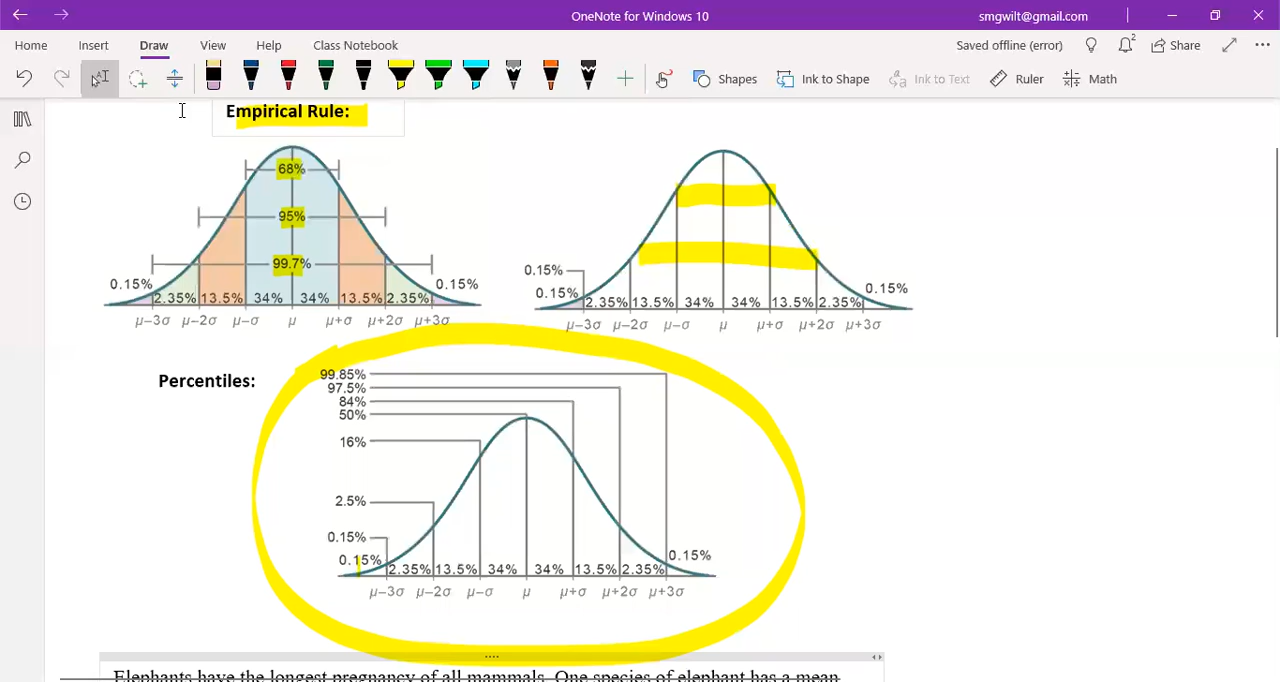 OneNote for Windows 10
smgwilt@gmail.com
Home Insert Draw View Help Class Notebook
Saved offline (error) 2 Share
Shapes Ink to Shape Ink to Text Ruler Math
Empirical Rule:
68%
95%
99.7%
0.15% 0.15%
2.35% 13.5% 34% 34% 13.5% 2.35%
μ−3σ μ−2σ μ−σ μ μ+σ μ+2σ μ+3σ
0.15%
0.15% 0.15%
2.35% 13.5% 34% 34% 13.5% 2.35%
μ−3σ μ−2σ μ−σ μ μ+σ μ+2σ μ+3σ
Percentiles:
99.85%
97.5%
84%
50%
16%
2.5%
0.15%
0.15% 0.15%
2.35% 13.5% 34% 34% 13.5% 2.35%
μ−3σ μ−2σ μ−σ μ μ+σ μ+2σ μ+3σ
Elephants have the longest pregnancy of all mammals. One species of elephant has a mean